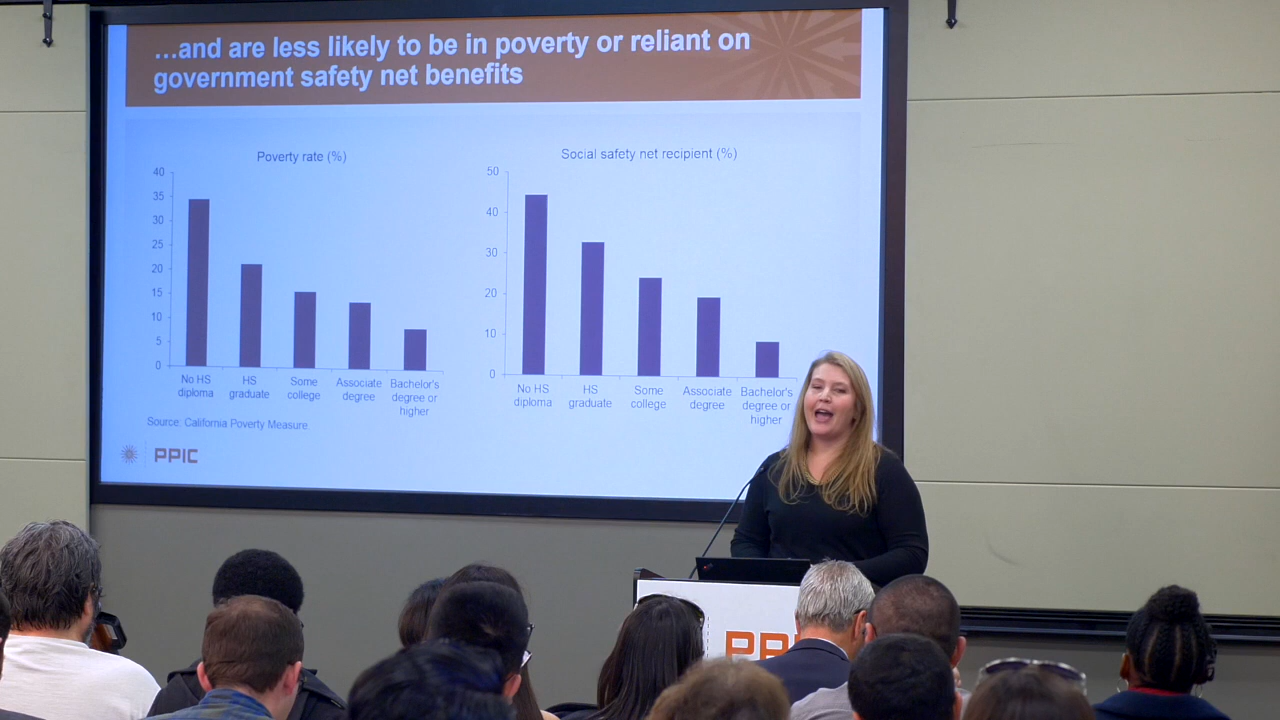 …and are less likely to be in poverty or reliant on
government safety net benefits
Poverty rate (%)
40
35
30
25
20
15
10
5
0
No HS
diploma
HS
graduate
Some
college
Associate
degree
Bachelor's
degree or
higher
Social safety net recipient (%)
50
40
30
20
10
0
No HS
diploma
HS
graduate
Some
college
Associate
degree
Bachelor's
degree or
higher
Source: California Poverty Measure.
PPIC